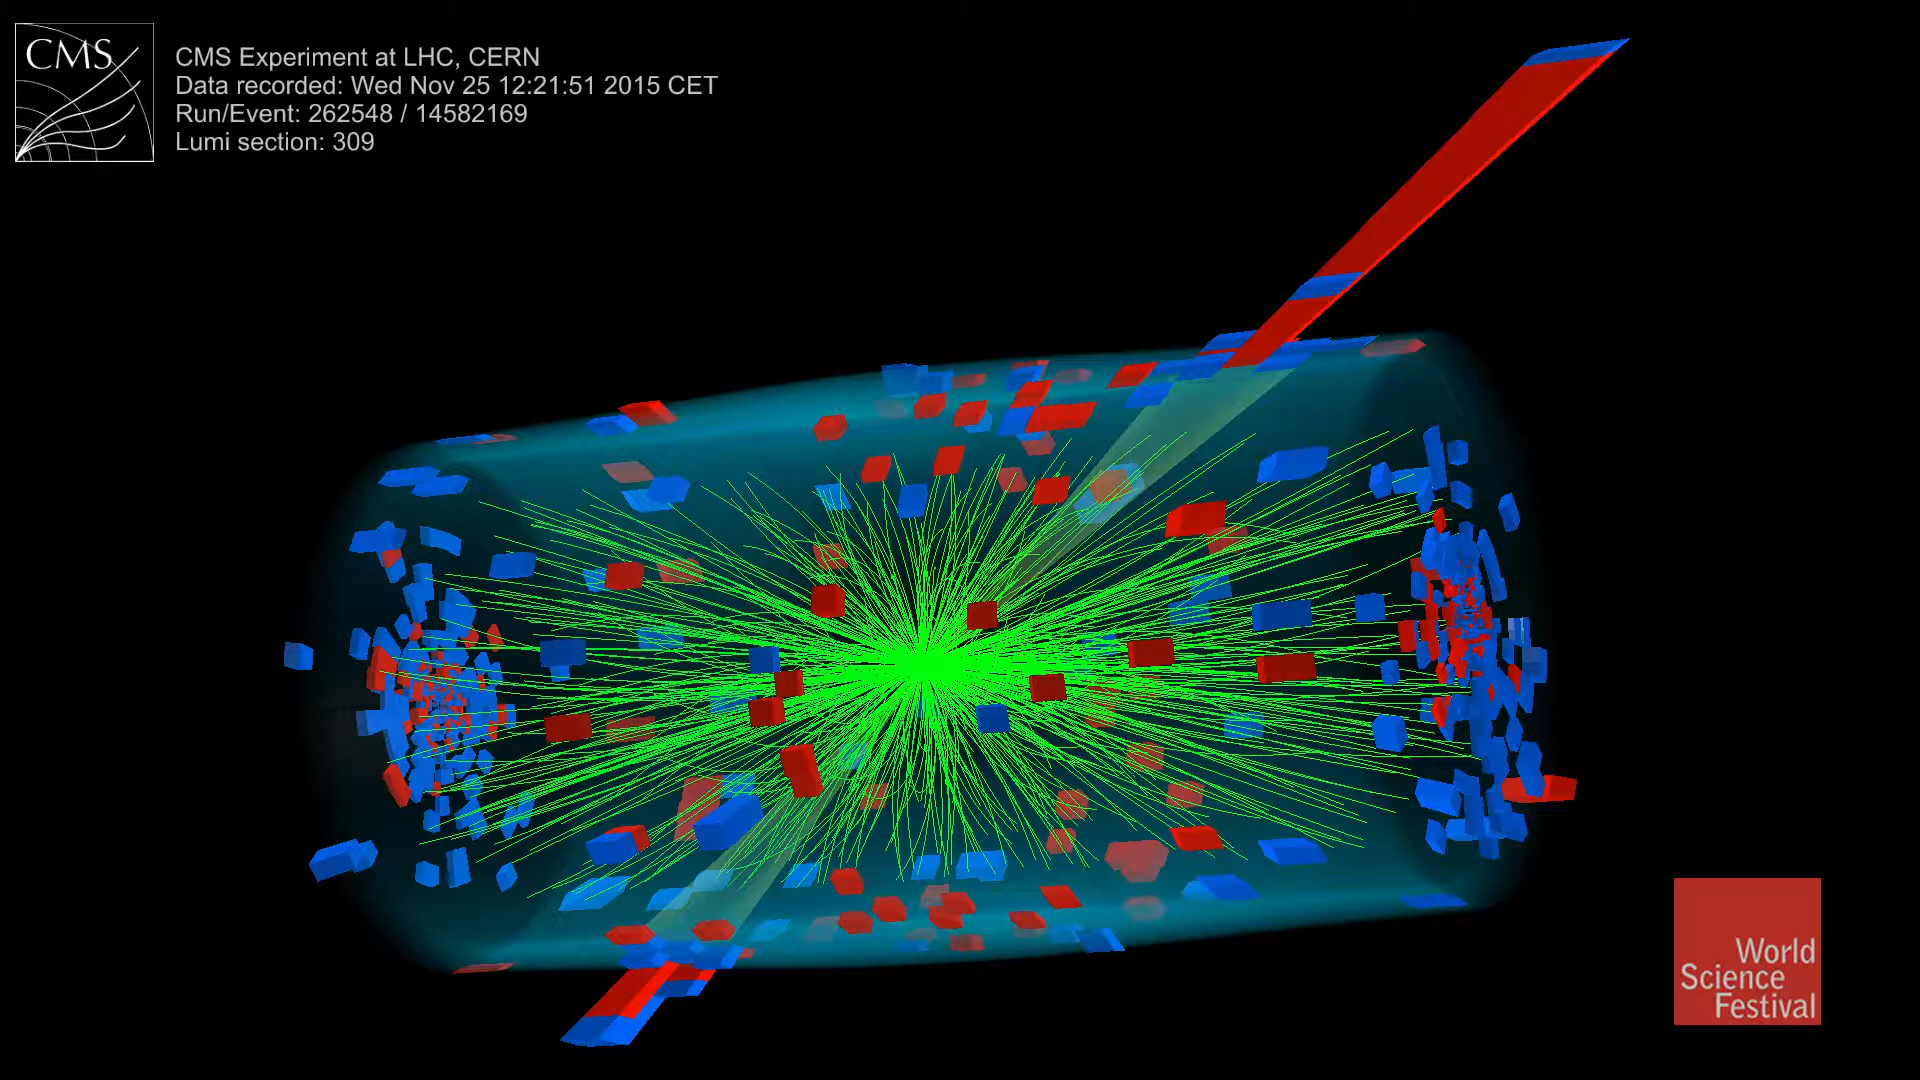 CMS
CMS Experiment at LHC, CERN
Data recorded: Wed Nov 25 12:21:51 2015 CET
Run/Event: 262548 / 14582169
Lumi section: 309
World
Science
Festival